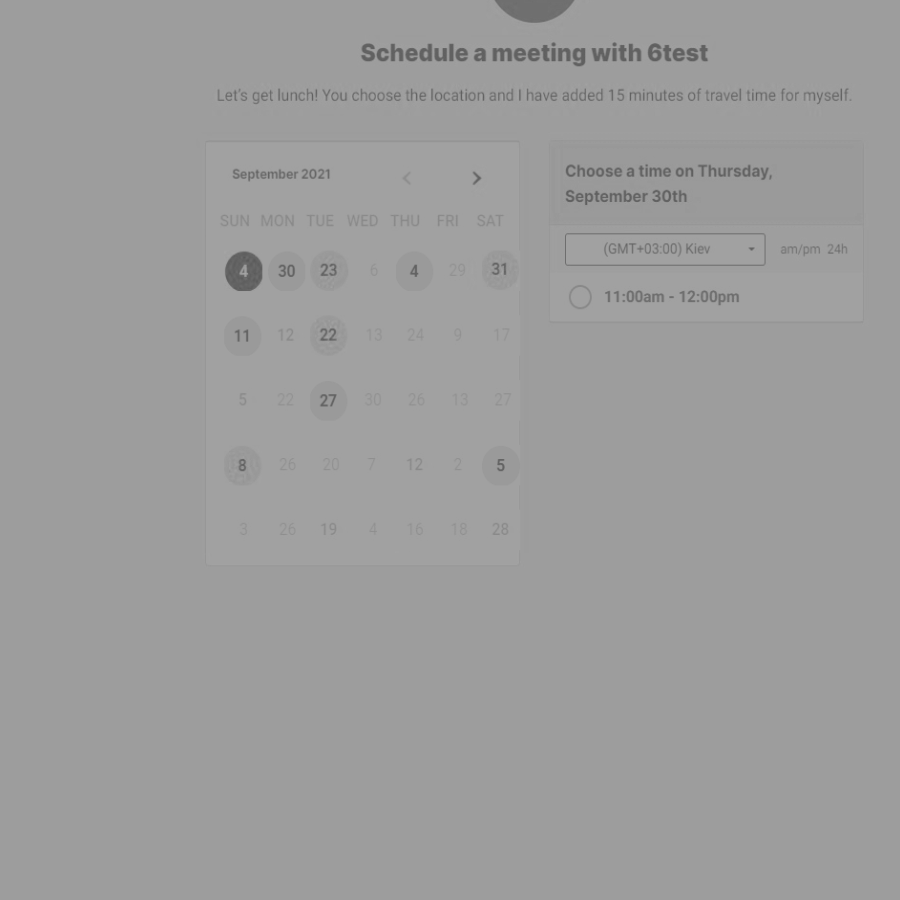 Schedule a meeting with 6test
Let's get lunch! You choose the location and I have added 15 minutes of travel time for myself.
September 2021
SUN MON TUE WED THU FRI SAT
4 30 23 6 4 29 31
11 12 22 13 24 9 17
5 22 27 30 26 13 27
8 26 20 7 12 2 5
3 26 19 4 16 18 28
Choose a time on Thursday,
September 30th
(GMT+03:00) Kiev am/pm 24h
11:00am - 12:00pm